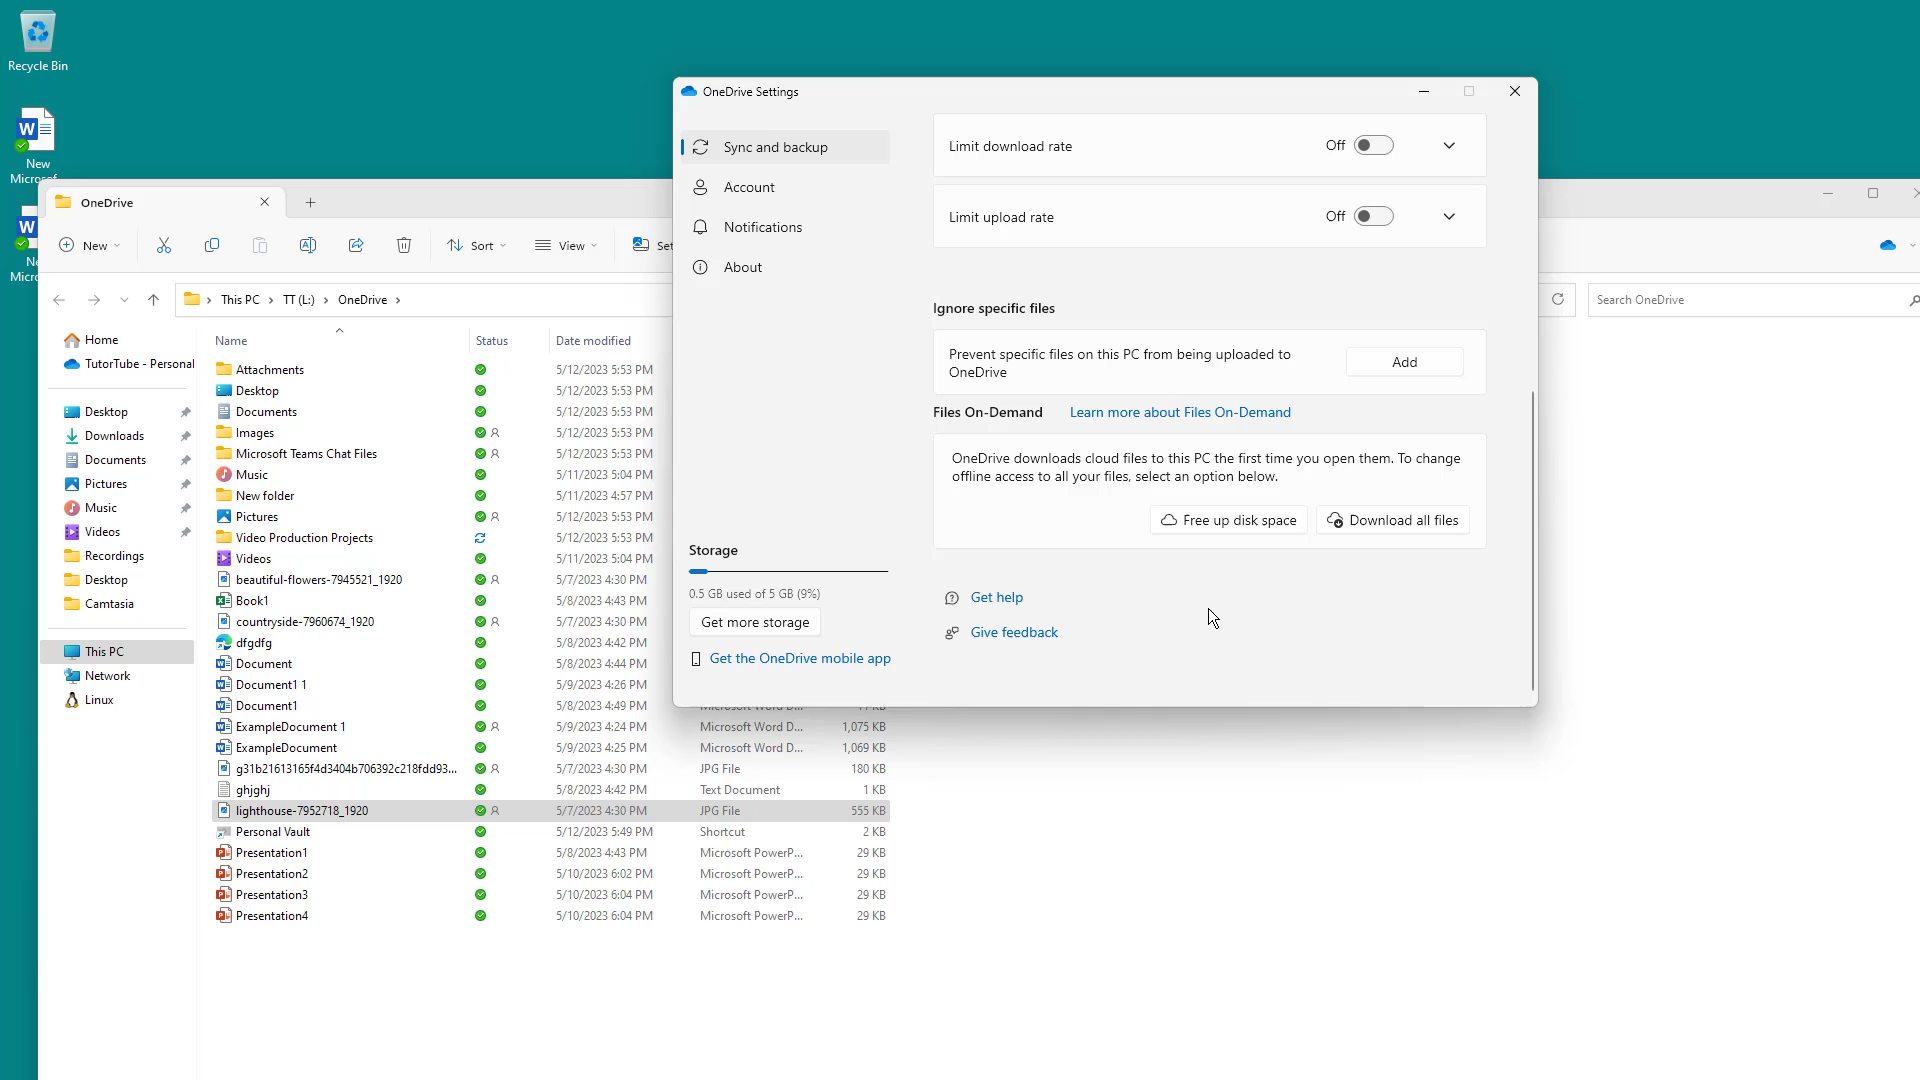 Recycle Bin
New
Microsof
Ne
Micro
OneDrive
New
Sort
View
Set
This PC
TT (L:)
OneDrive
Search OneDrive
Home
TutorTube - Personal
Desktop
Downloads
Documents
Pictures
Music
Videos
Recordings
Desktop
Camtasia
This PC
Network
Linux
Name Status Date modified
Attachments 5/12/2023 5:53 PM
Desktop 5/12/2023 5:53 PM
Documents 5/12/2023 5:53 PM
Images 5/12/2023 5:53 PM
Microsoft Teams Chat Files 5/12/2023 5:53 PM
Music 5/11/2023 5:04 PM
New folder 5/11/2023 4:57 PM
Pictures 5/12/2023 5:53 PM
Video Production Projects 5/12/2023 5:53 PM
Videos 5/11/2023 5:04 PM
beautiful-flowers-7945521_1920 5/7/2023 4:30 PM
Book1 5/8/2023 4:43 PM
countryside-7960674_1920 5/7/2023 4:30 PM
dfgdfg 5/8/2023 4:42 PM
Document 5/8/2023 4:44 PM
Document1 1 5/9/2023 4:26 PM
Document1 5/8/2023 4:49 PM Microsoft Word D...
ExampleDocument 1 5/9/2023 4:24 PM Microsoft Word D... 1,075 KB
ExampleDocument 5/9/2023 4:25 PM Microsoft Word D... 1,069 KB
g31b21613165f4d3404b706392c218fdd93... 5/7/2023 4:30 PM JPG File 180 KB
ghjghj 5/8/2023 4:42 PM Text Document 1 KB
lighthouse-7952718_1920 5/7/2023 4:30 PM JPG File 555 KB
Personal Vault 5/12/2023 5:49 PM Shortcut 2 KB
Presentation1 5/8/2023 4:43 PM Microsoft PowerP... 29 KB
Presentation2 5/10/2023 6:02 PM Microsoft PowerP... 29 KB
Presentation3 5/10/2023 6:04 PM Microsoft PowerP... 29 KB
Presentation4 5/10/2023 6:04 PM Microsoft PowerP... 29 KB
OneDrive Settings
Sync and backup
Account
Notifications
About
Storage
0.5 GB used of 5 GB (9%)
Get more storage
Get the OneDrive mobile app
Limit download rate Off
Limit upload rate Off
Ignore specific files
Prevent specific files on this PC from being uploaded to
OneDrive
Add
Files On-Demand Learn more about Files On-Demand
OneDrive downloads cloud files to this PC the first time you open them. To change
offline access to all your files, select an option below.
Free up disk space Download all files
Get help
Give feedback